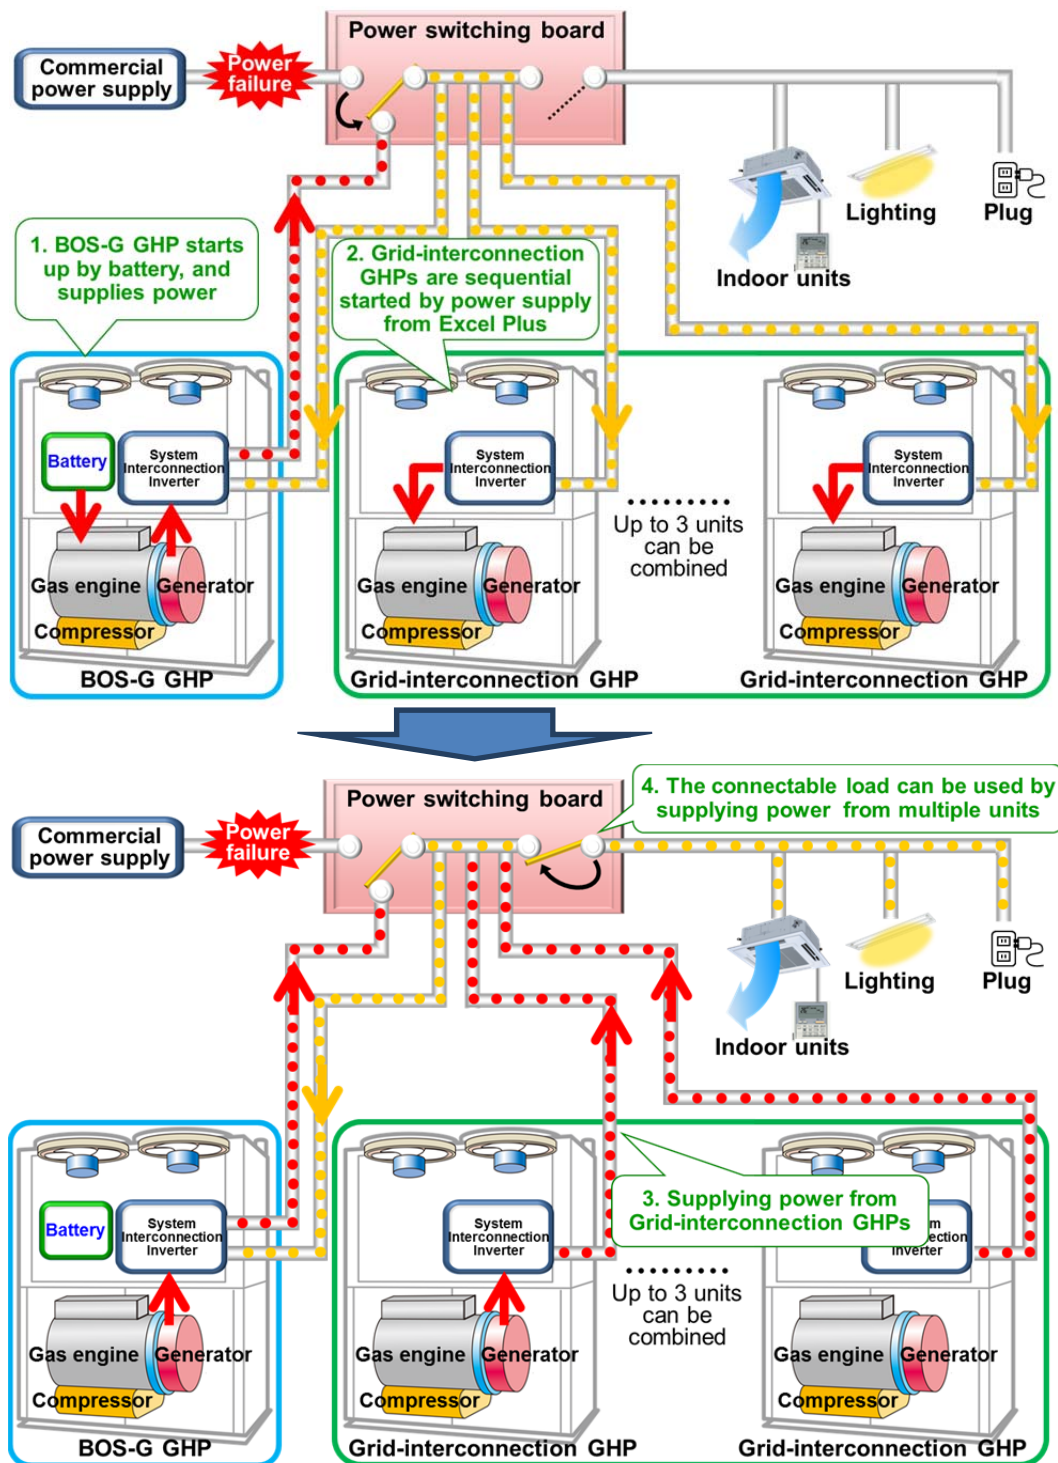 Power switching board
Commercial
power supply
Power
failure
Indoor units
Lighting
Plug
1. BOS-G GHP starts
up by battery, and
supplies power
2. Grid-interconnection
GHPs are sequential
started by power supply
from Excel Plus
Battery
System
Interconnection
Inverter
Gas engine
Generator
Compressor
BOS-G GHP
System
Interconnection
Inverter
Gas engine
Generator
Compressor
Grid-interconnection GHP
Up to 3 units
can be
combined
System
Interconnection
Inverter
Gas engine
Generator
Compressor
Grid-interconnection GHP
Power switching board
4. The connectable load can be used by
supplying power from multiple units
Commercial
power supply
Power
failure
Indoor units
Lighting
Plug
3. Supplying power from
Grid-interconnection GHPs
Battery
System
Interconnection
Inverter
Gas engine
Generator
Compressor
BOS-G GHP
System
Interconnection
Inverter
Gas engine
Generator
Compressor
Grid-interconnection GHP
Up to 3 units
can be
combined
Inverter
Gas engine
Generator
Compressor
Grid-interconnection GHP